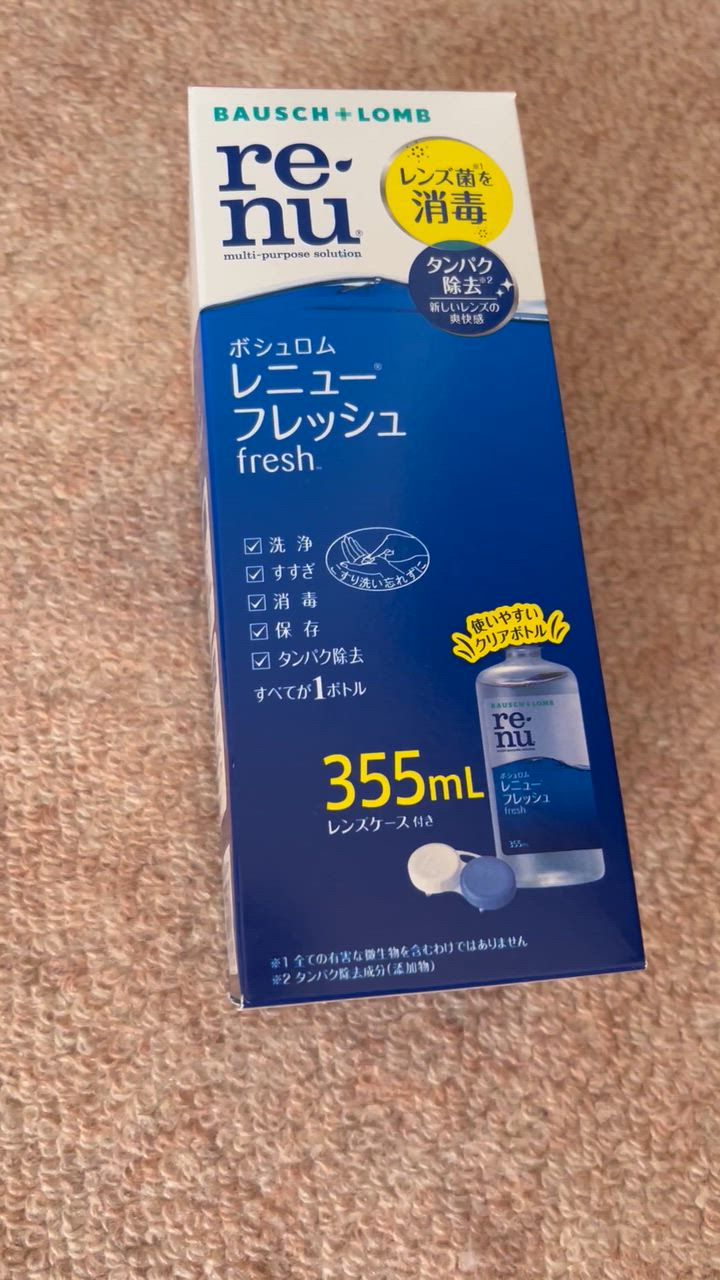 BAUSCH + LOMB
re
nu®
multi-purpose solution
レンズ菌を※1
消毒
タンパク
除去※2
新しいレンズの
爽快感
ボシュロム
レニュー®
フレッシュ
fresh™
洗浄
すすぎ
消毒
保存
タンパク除去
すべてが1ボトル
こすり洗い忘れずに
使いやすい
クリアボトル
BAUSCH + LOMB
re
nu
multi-purpose solution
ボシュロム
レニュー
フレッシュ
fresh
355mL
355mL
レンズケース付き
※1 全ての有害な微生物を含むわけではありません
※2 タンパク除去成分(添加物)